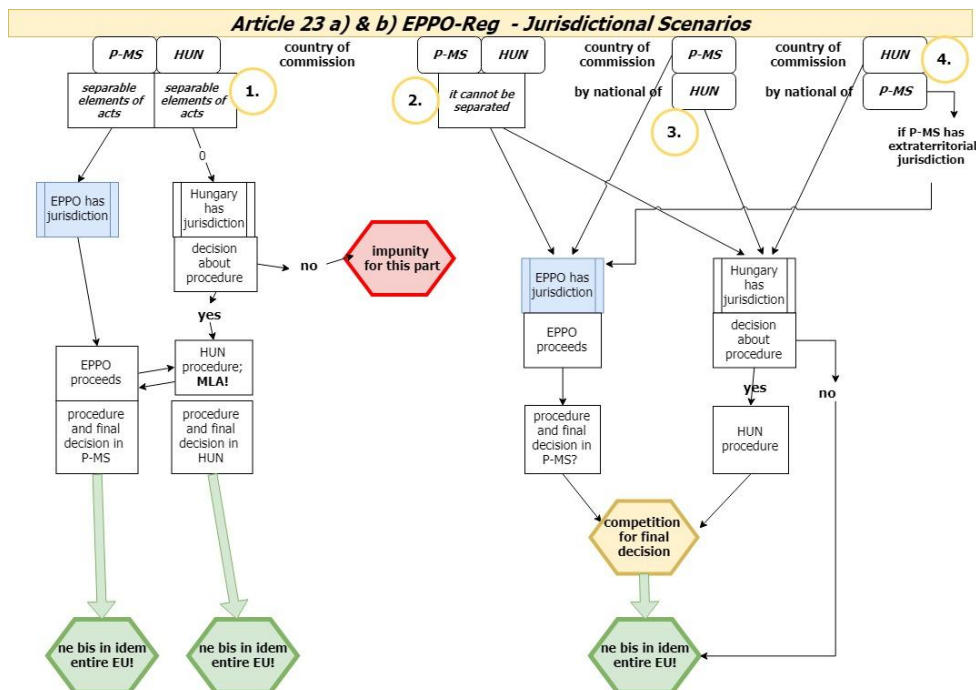 Article 23 a) & b) EPPO-Reg - Jurisdictional Scenarios
P-MS
HUN
country of
commission
separable
elements of
acts
separable
elements of
acts
1.
0
EPPO has
jurisdiction
Hungary
has
jurisdiction
decision
about
procedure
no
impunity
for this part
yes
EPPO
proceeds
HUN
procedure;
MLA!
procedure
and final
decision in
P-MS
procedure
and final
decision in
HUN
ne bis in idem
entire EU!
ne bis in idem
entire EU!
P-MS
HUN
2.
it cannot be
separated
country of
commission
P-MS
by national of
HUN
3.
country of
commission
HUN
4.
by national of
P-MS
if P-MS has
extraterritorial
jurisdiction
EPPO has
jurisdiction
EPPO
proceeds
Hungary
has
jurisdiction
decision
about
procedure
yes
no
procedure
and final
decision in
P-MS?
HUN
procedure
competition
for final
decision
ne bis in idem
entire EU!